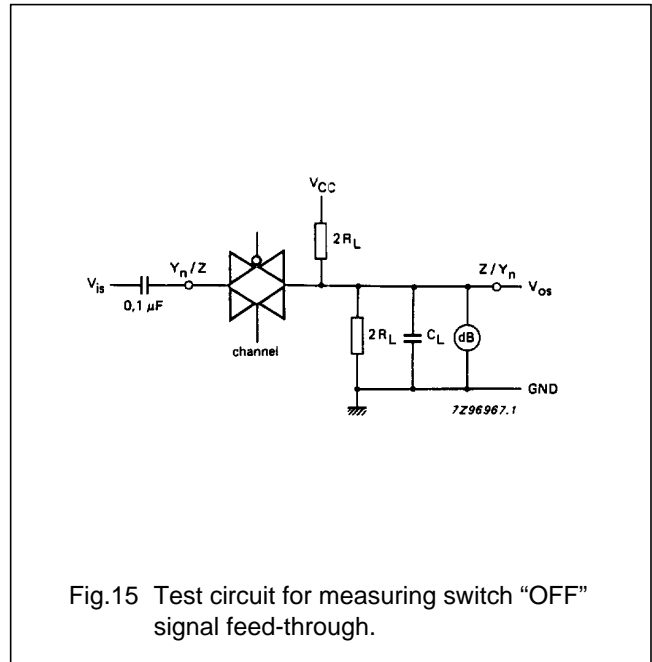 V_CC
2R_L
V_is
0,1 µF
Y_n/Z
channel
2R_L
C_L
dB
Z/Y_n
V_os
GND
7Z96967.1
Fig.15 Test circuit for measuring switch “OFF”
signal feed-through.